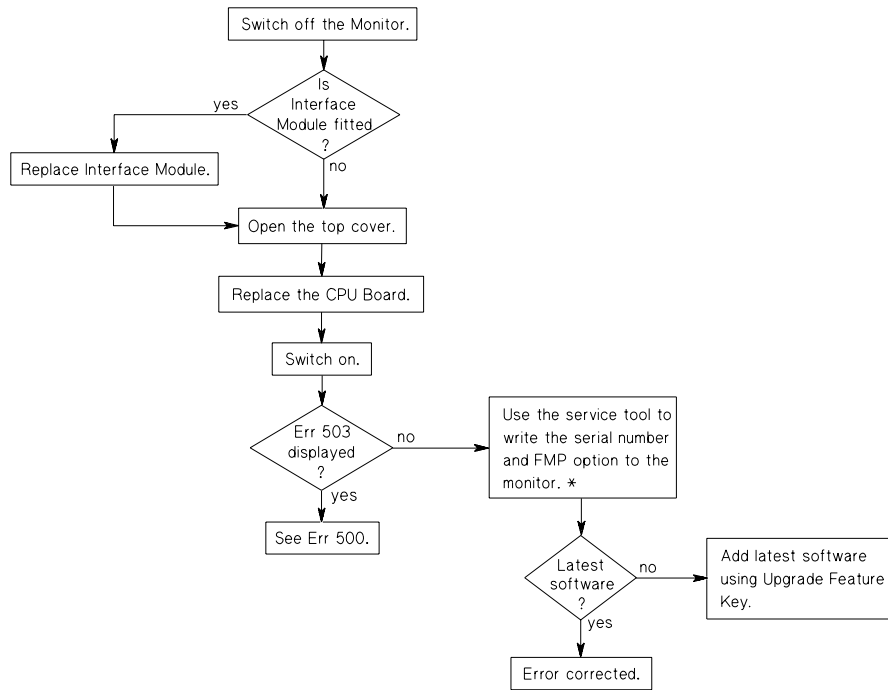 Switch off the Monitor.
Is
Interface
Module fitted
?
yes
no
Replace Interface Module.
Open the top cover.
Replace the CPU Board.
Switch on.
Err 503
displayed
?
no
yes
See Err 500.
Use the service tool to
write the serial number
and FMP option to the
monitor. *
Latest
software
?
no
yes
Add latest software
using Upgrade Feature
Key.
Error corrected.